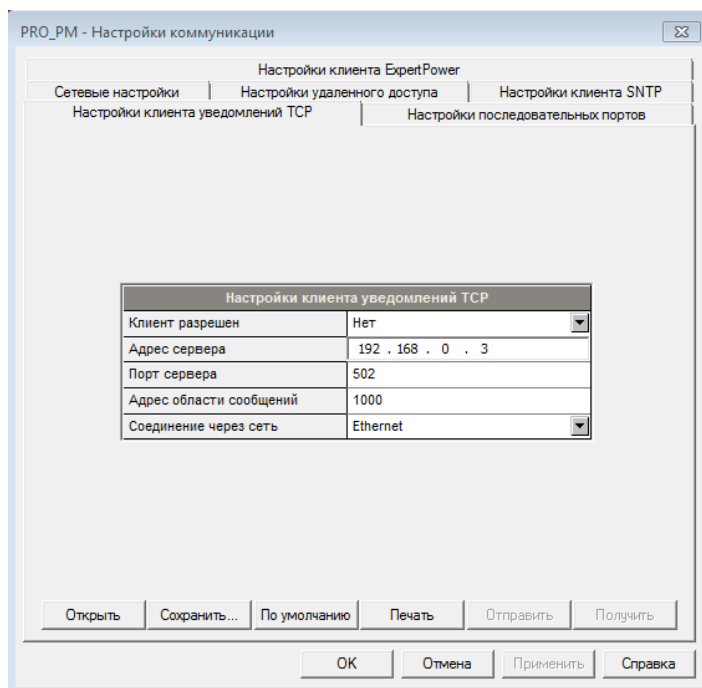 PRO_PM - Настройки коммуникации
Настройки клиента ExpertPower
Сетевые настройки Настройки удаленного доступа Настройки клиента SNTP
Настройки клиента уведомлений TCP Настройки последовательных портов
Настройки клиента уведомлений TCP
Клиент разрешен Нет
Адрес сервера 192 . 168 . 0 . 3
Порт сервера 502
Адрес области сообщений 1000
Соединение через сеть Ethernet
Открыть Сохранить... По умолчанию Печать Отправить Получить
OK Отмена Применить Справка